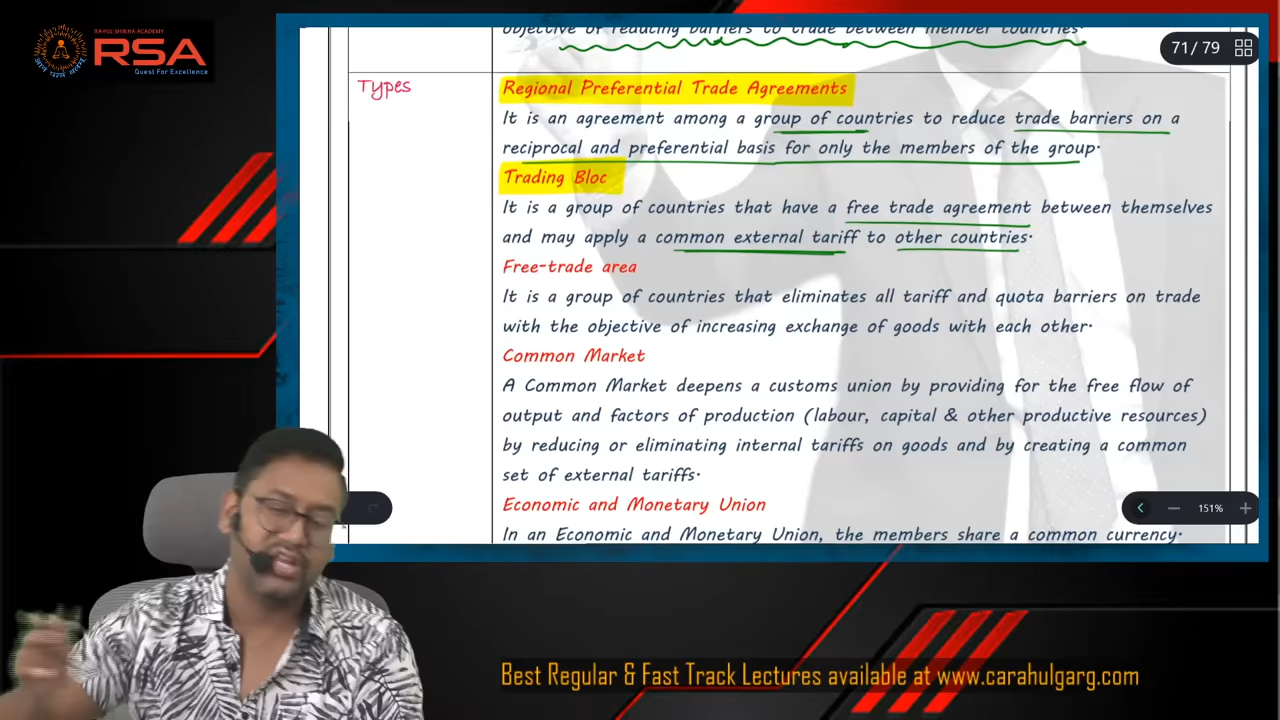 RAHUL SHIKHA ACADEMY
RSA
Quest For Excellence
objective of reducing barriers to trade between member countries
71 / 79
Types
Regional Preferential Trade Agreements
It is an agreement among a group of countries to reduce trade barriers on a
reciprocal and preferential basis for only the members of the group.
Trading Bloc
It is a group of countries that have a free trade agreement between themselves
and may apply a common external tariff to other countries.
Free-trade area
It is a group of countries that eliminates all tariff and quota barriers on trade
with the objective of increasing exchange of goods with each other.
Common Market
A Common Market deepens a customs union by providing for the free flow of
output and factors of production (labour, capital & other productive resources)
by reducing or eliminating internal tariffs on goods and by creating a common
set of external tariffs.
Economic and Monetary Union
151%
In an Economic and Monetary Union, the members share a common currency.
Best Regular & Fast Track Lectures available at www.carahulgarg.com